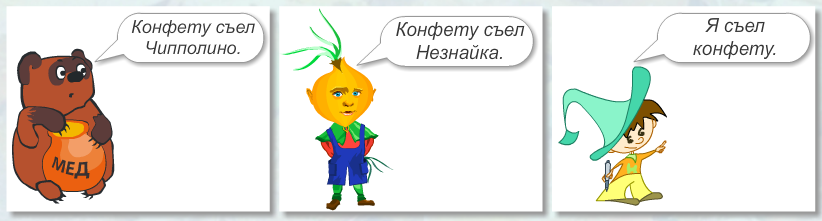 Конфету съел
Чипполино.
МЕД
Конфету съел
Незнайка.
Я съел
конфету.